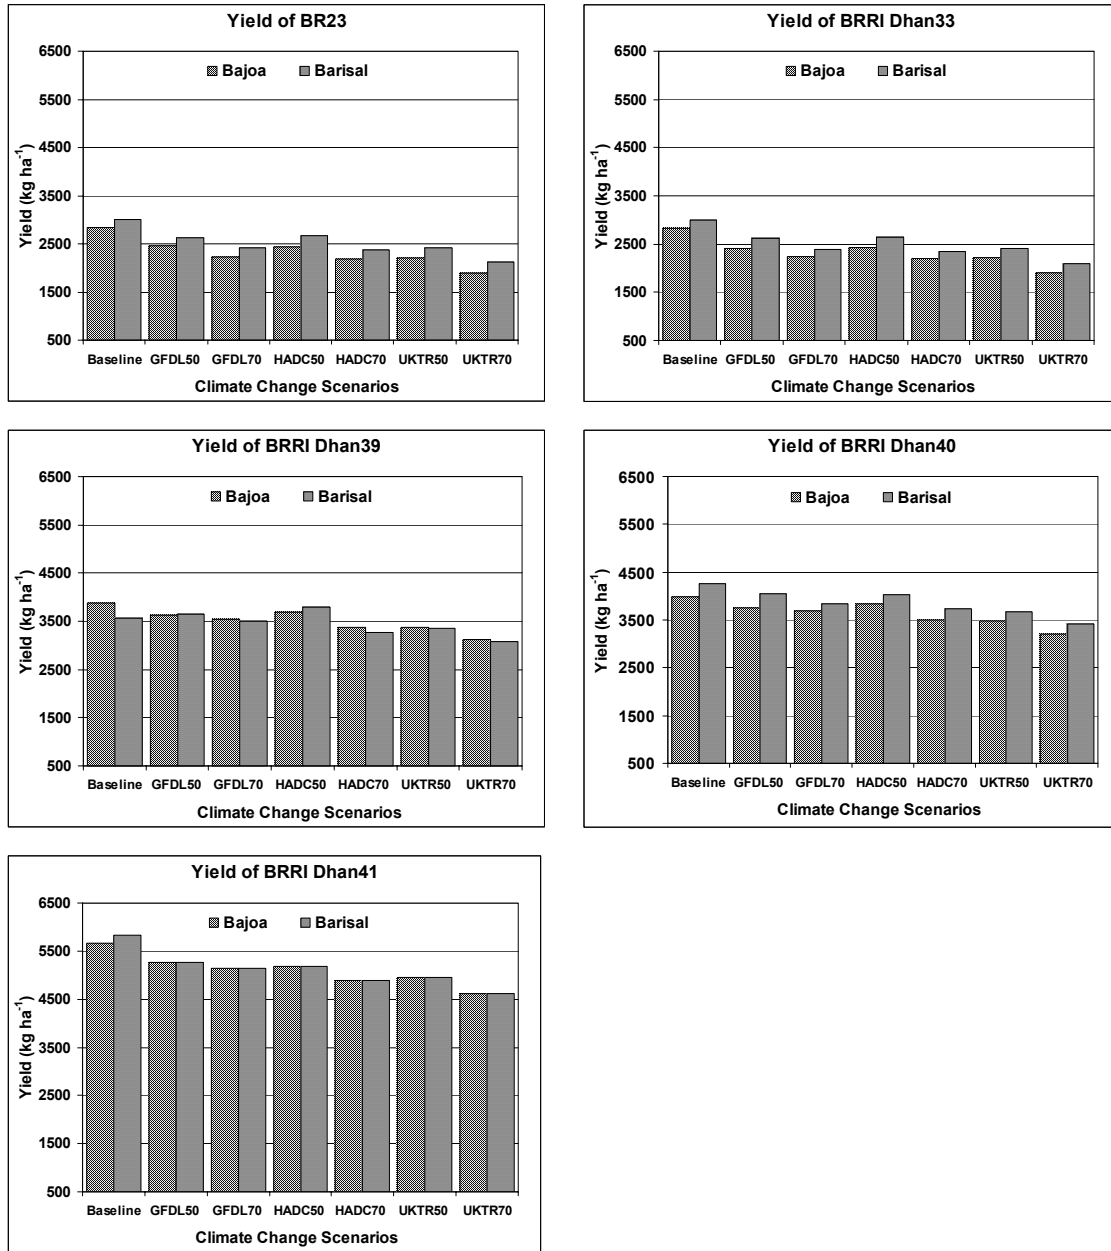 Yield of BR23
6500
5500
4500
3500
2500
1500
500
Yield (kg ha⁻¹)
Bajoa Barisal
Baseline GFDL50 GFDL70 HADC50 HADC70 UKTR50 UKTR70
Climate Change Scenarios
Yield of BRRI Dhan33
6500
5500
4500
3500
2500
1500
500
Yield (kg ha⁻¹)
Bajoa Barisal
Baseline GFDL50 GFDL70 HADC50 HADC70 UKTR50 UKTR70
Climate Change Scenarios
Yield of BRRI Dhan39
6500
5500
4500
3500
2500
1500
500
Yield (kg ha⁻¹)
Bajoa Barisal
Baseline GFDL50 GFDL70 HADC50 HADC70 UKTR50 UKTR70
Climate Change Scenarios
Yield of BRRI Dhan40
6500
5500
4500
3500
2500
1500
500
Yield (kg ha⁻¹)
Bajoa Barisal
Baseline GFDL50 GFDL70 HADC50 HADC70 UKTR50 UKTR70
Climate Change Scenarios
Yield of BRRI Dhan41
6500
5500
4500
3500
2500
1500
500
Yield (kg ha⁻¹)
Bajoa Barisal
Baseline GFDL50 GFDL70 HADC50 HADC70 UKTR50 UKTR70
Climate Change Scenarios